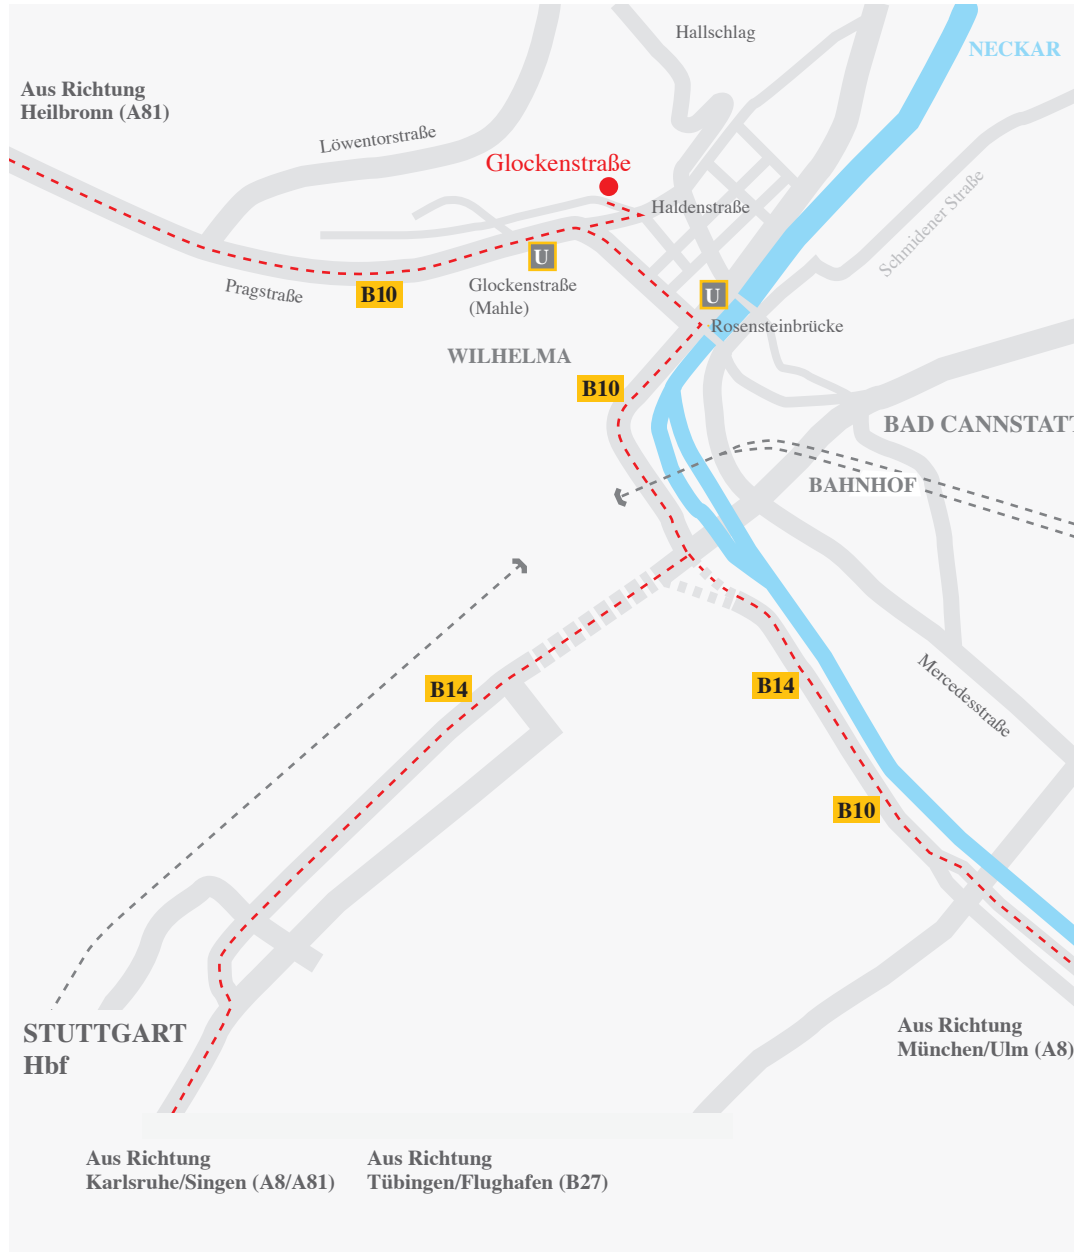 Hallschlag
NECKAR
Aus Richtung
Heilbronn (A81)
Löwentorstraße
Glockenstraße
Haldenstraße
Schmidener Straße
U
Glockenstraße
(Mahle)
Pragstraße
B10
U
Rosensteinbrücke
WILHELMA
B10
BAD CANNSTATT
BAHNHOF
B14
B14
Mercedesstraße
B10
STUTTGART
Hbf
Aus Richtung
München/Ulm (A8)
Aus Richtung
Karlsruhe/Singen (A8/A81)
Aus Richtung
Tübingen/Flughafen (B27)